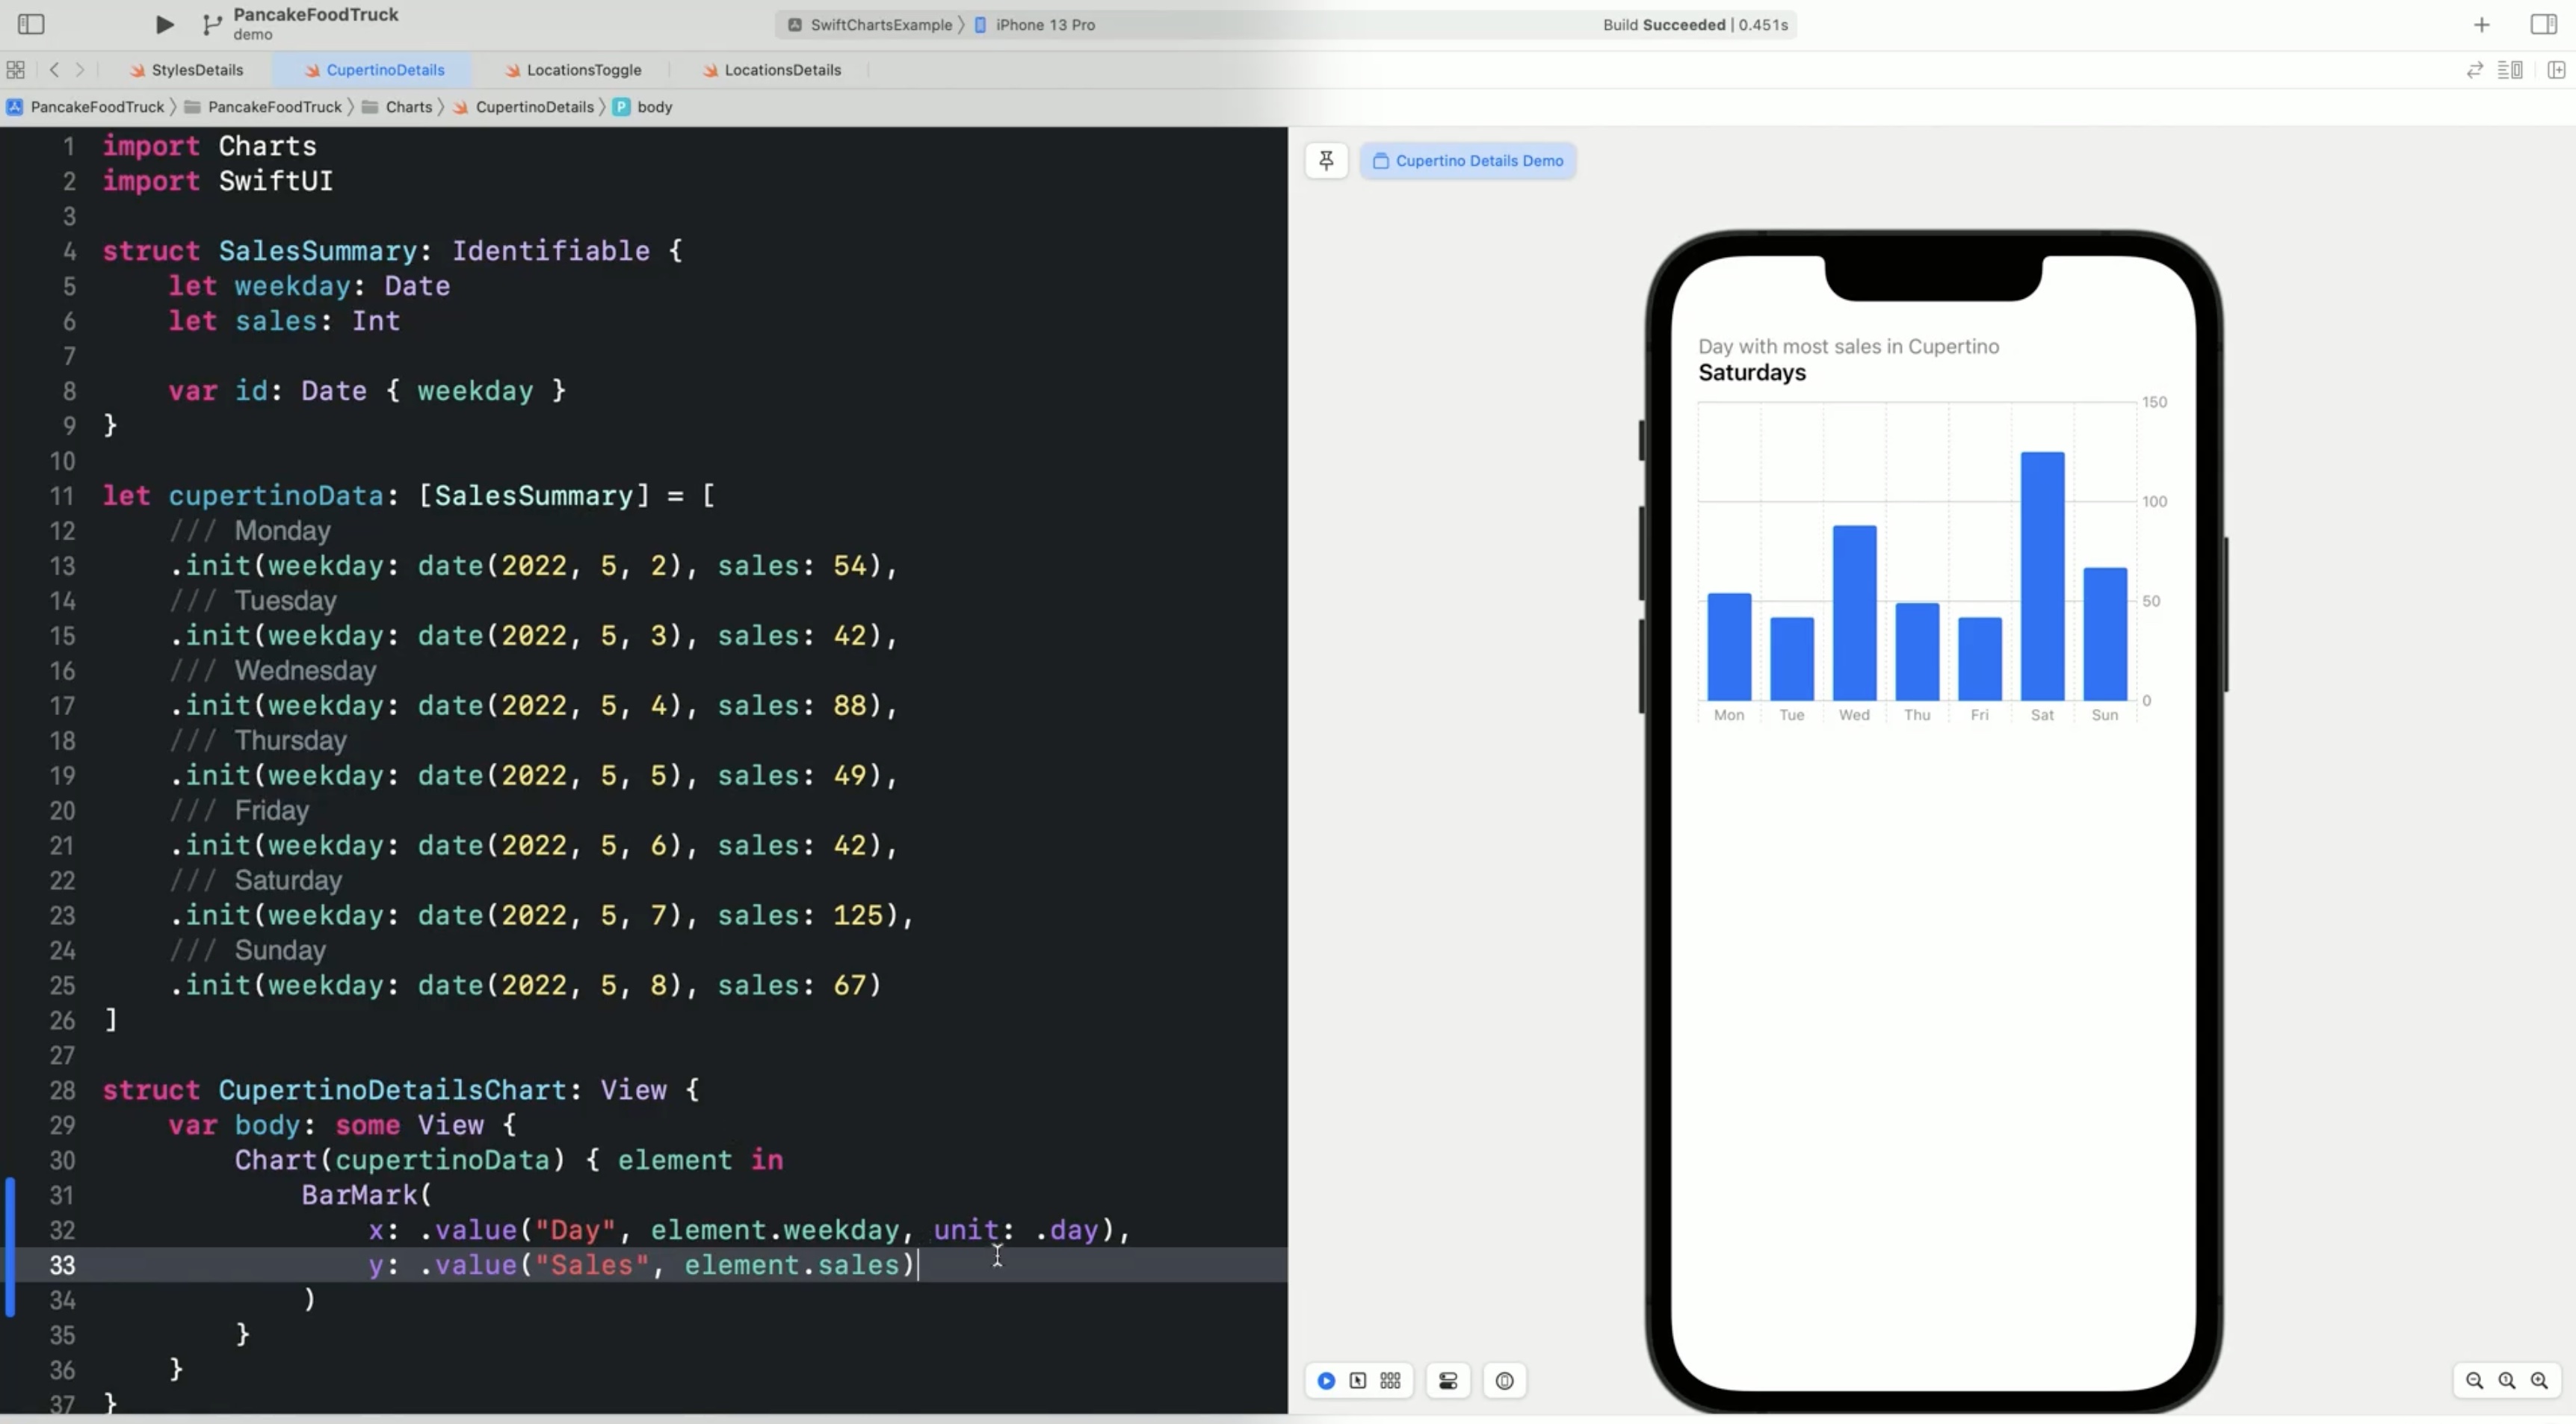 PancakeFoodTruck
demo
SwiftChartsExample 〉 iPhone 13 Pro
Build Succeeded | 0.451s
StylesDetails
CupertinoDetails
LocationsToggle
LocationsDetails
PancakeFoodTruck 〉 PancakeFoodTruck 〉 Charts 〉 CupertinoDetails 〉 P body
1 import Charts
2 import SwiftUI
3
4 struct SalesSummary: Identifiable {
5 let weekday: Date
6 let sales: Int
7
8 var id: Date { weekday }
9 }
10
11 let cupertinoData: [SalesSummary] = [
12 /// Monday
13 .init(weekday: date(2022, 5, 2), sales: 54),
14 /// Tuesday
15 .init(weekday: date(2022, 5, 3), sales: 42),
16 /// Wednesday
17 .init(weekday: date(2022, 5, 4), sales: 88),
18 /// Thursday
19 .init(weekday: date(2022, 5, 5), sales: 49),
20 /// Friday
21 .init(weekday: date(2022, 5, 6), sales: 42),
22 /// Saturday
23 .init(weekday: date(2022, 5, 7), sales: 125),
24 /// Sunday
25 .init(weekday: date(2022, 5, 8), sales: 67)
26 ]
27
28 struct CupertinoDetailsChart: View {
29 var body: some View {
30 Chart(cupertinoData) { element in
31 BarMark(
32 x: .value("Day", element.weekday, unit: .day),
33 y: .value("Sales", element.sales)
34 )
35 }
36 }
37 }
Cupertino Details Demo
Day with most sales in Cupertino
Saturdays
150
100
50
0
Mon Tue Wed Thu Fri Sat Sun